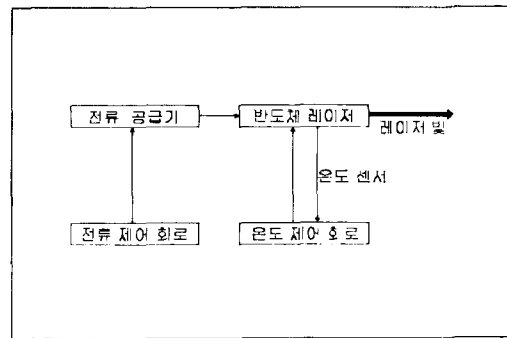 전류 공급기
반도체 레이저
레이저 빛
온도 센서
전류 제어 회로
온도 제어 회로